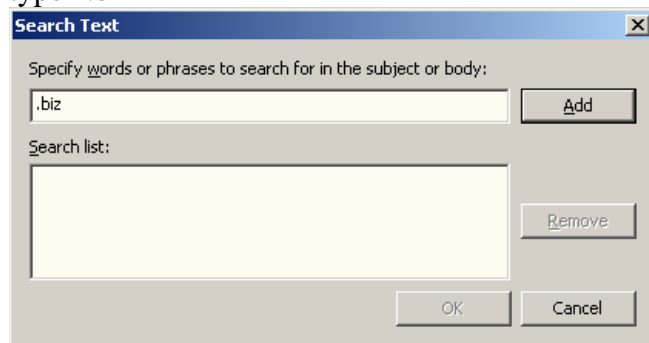 Search Text
Specify words or phrases to search for in the subject or body:
.biz
Add
Search list:
Remove
OK
Cancel